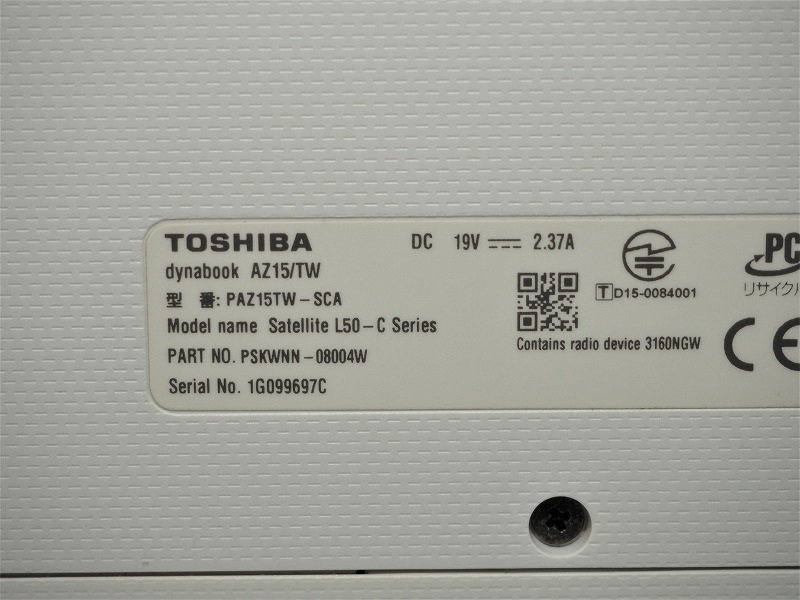 TOSHIBA
DC 19V 2.37A
dynabook AZ15/TW
型 番: PAZ15TW-SCA
Model name Satellite L50-C Series
PART NO. PSKWNN-08004W
Serial No. 1G099697C
T D15-0084001
Contains radio device 3160NGW
PC
リサイクル
CE